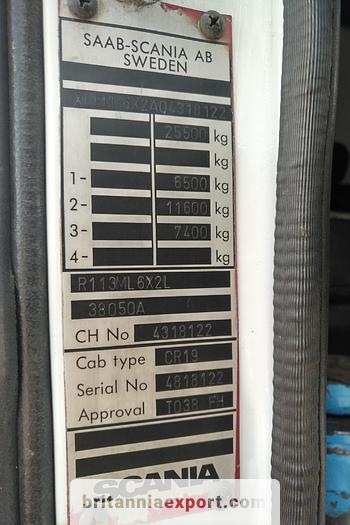 SAAB-SCANIA AB
SWEDEN
25500 kg
kg
1- 6500 kg
2- 11600 kg
3- 7400 kg
4- kg
R113ML6X2L
38050A
CH No 4318122
Cab type CR19
Serial No 4818122
Approval T038 FH
SCANIA
britanniaexport.com